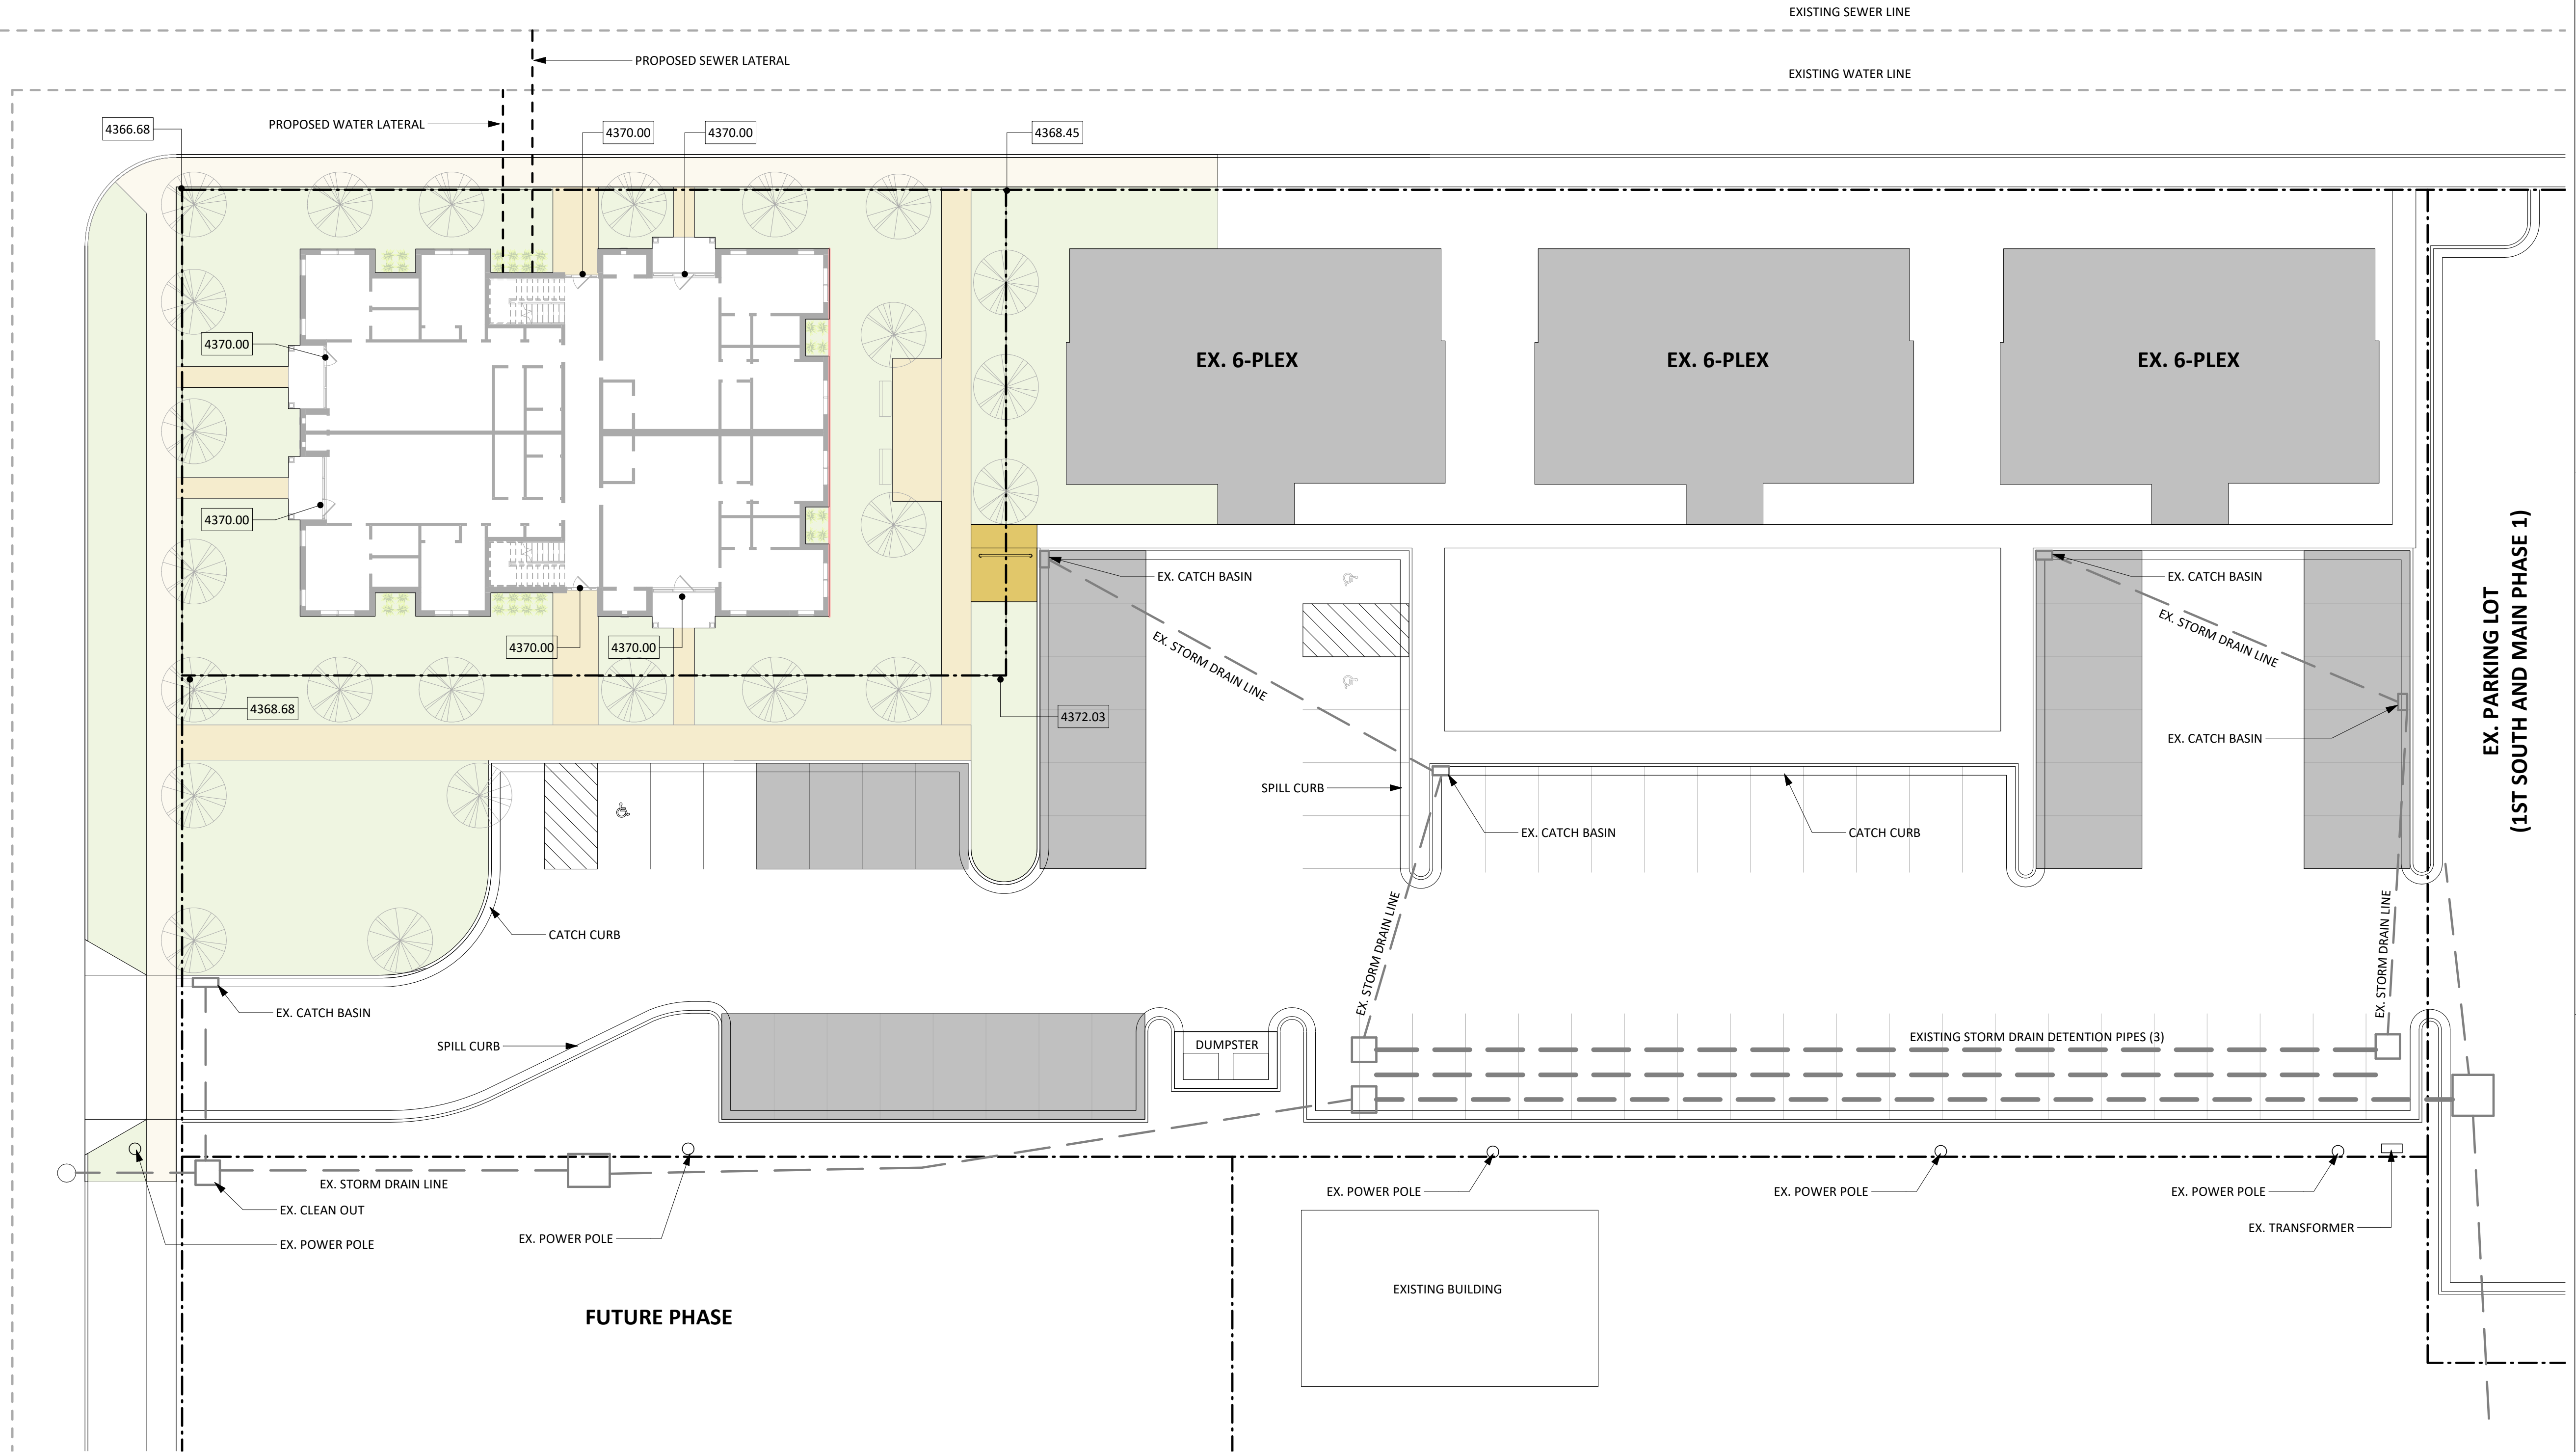 EXISTING SEWER LINE
PROPOSED SEWER LATERAL
EXISTING WATER LINE
PROPOSED WATER LATERAL
4366.68
4370.00
4370.00
4368.45
4370.00
EX. 6-PLEX
EX. 6-PLEX
EX. 6-PLEX
4370.00
EX. CATCH BASIN
EX. CATCH BASIN
EX. STORM DRAIN LINE
EX. STORM DRAIN LINE
4370.00
4370.00
EX. PARKING LOT
(1ST SOUTH AND MAIN PHASE 1)
4368.68
4372.03
EX. CATCH BASIN
SPILL CURB
EX. CATCH BASIN
CATCH CURB
CATCH CURB
EX. STORM DRAIN LINE
EX. STORM DRAIN LINE
EX. CATCH BASIN
SPILL CURB
DUMPSTER
EXISTING STORM DRAIN DETENTION PIPES (3)
EX. STORM DRAIN LINE
EX. POWER POLE
EX. POWER POLE
EX. POWER POLE
EX. CLEAN OUT
EX. TRANSFORMER
EX. POWER POLE
EX. POWER POLE
EXISTING BUILDING
FUTURE PHASE